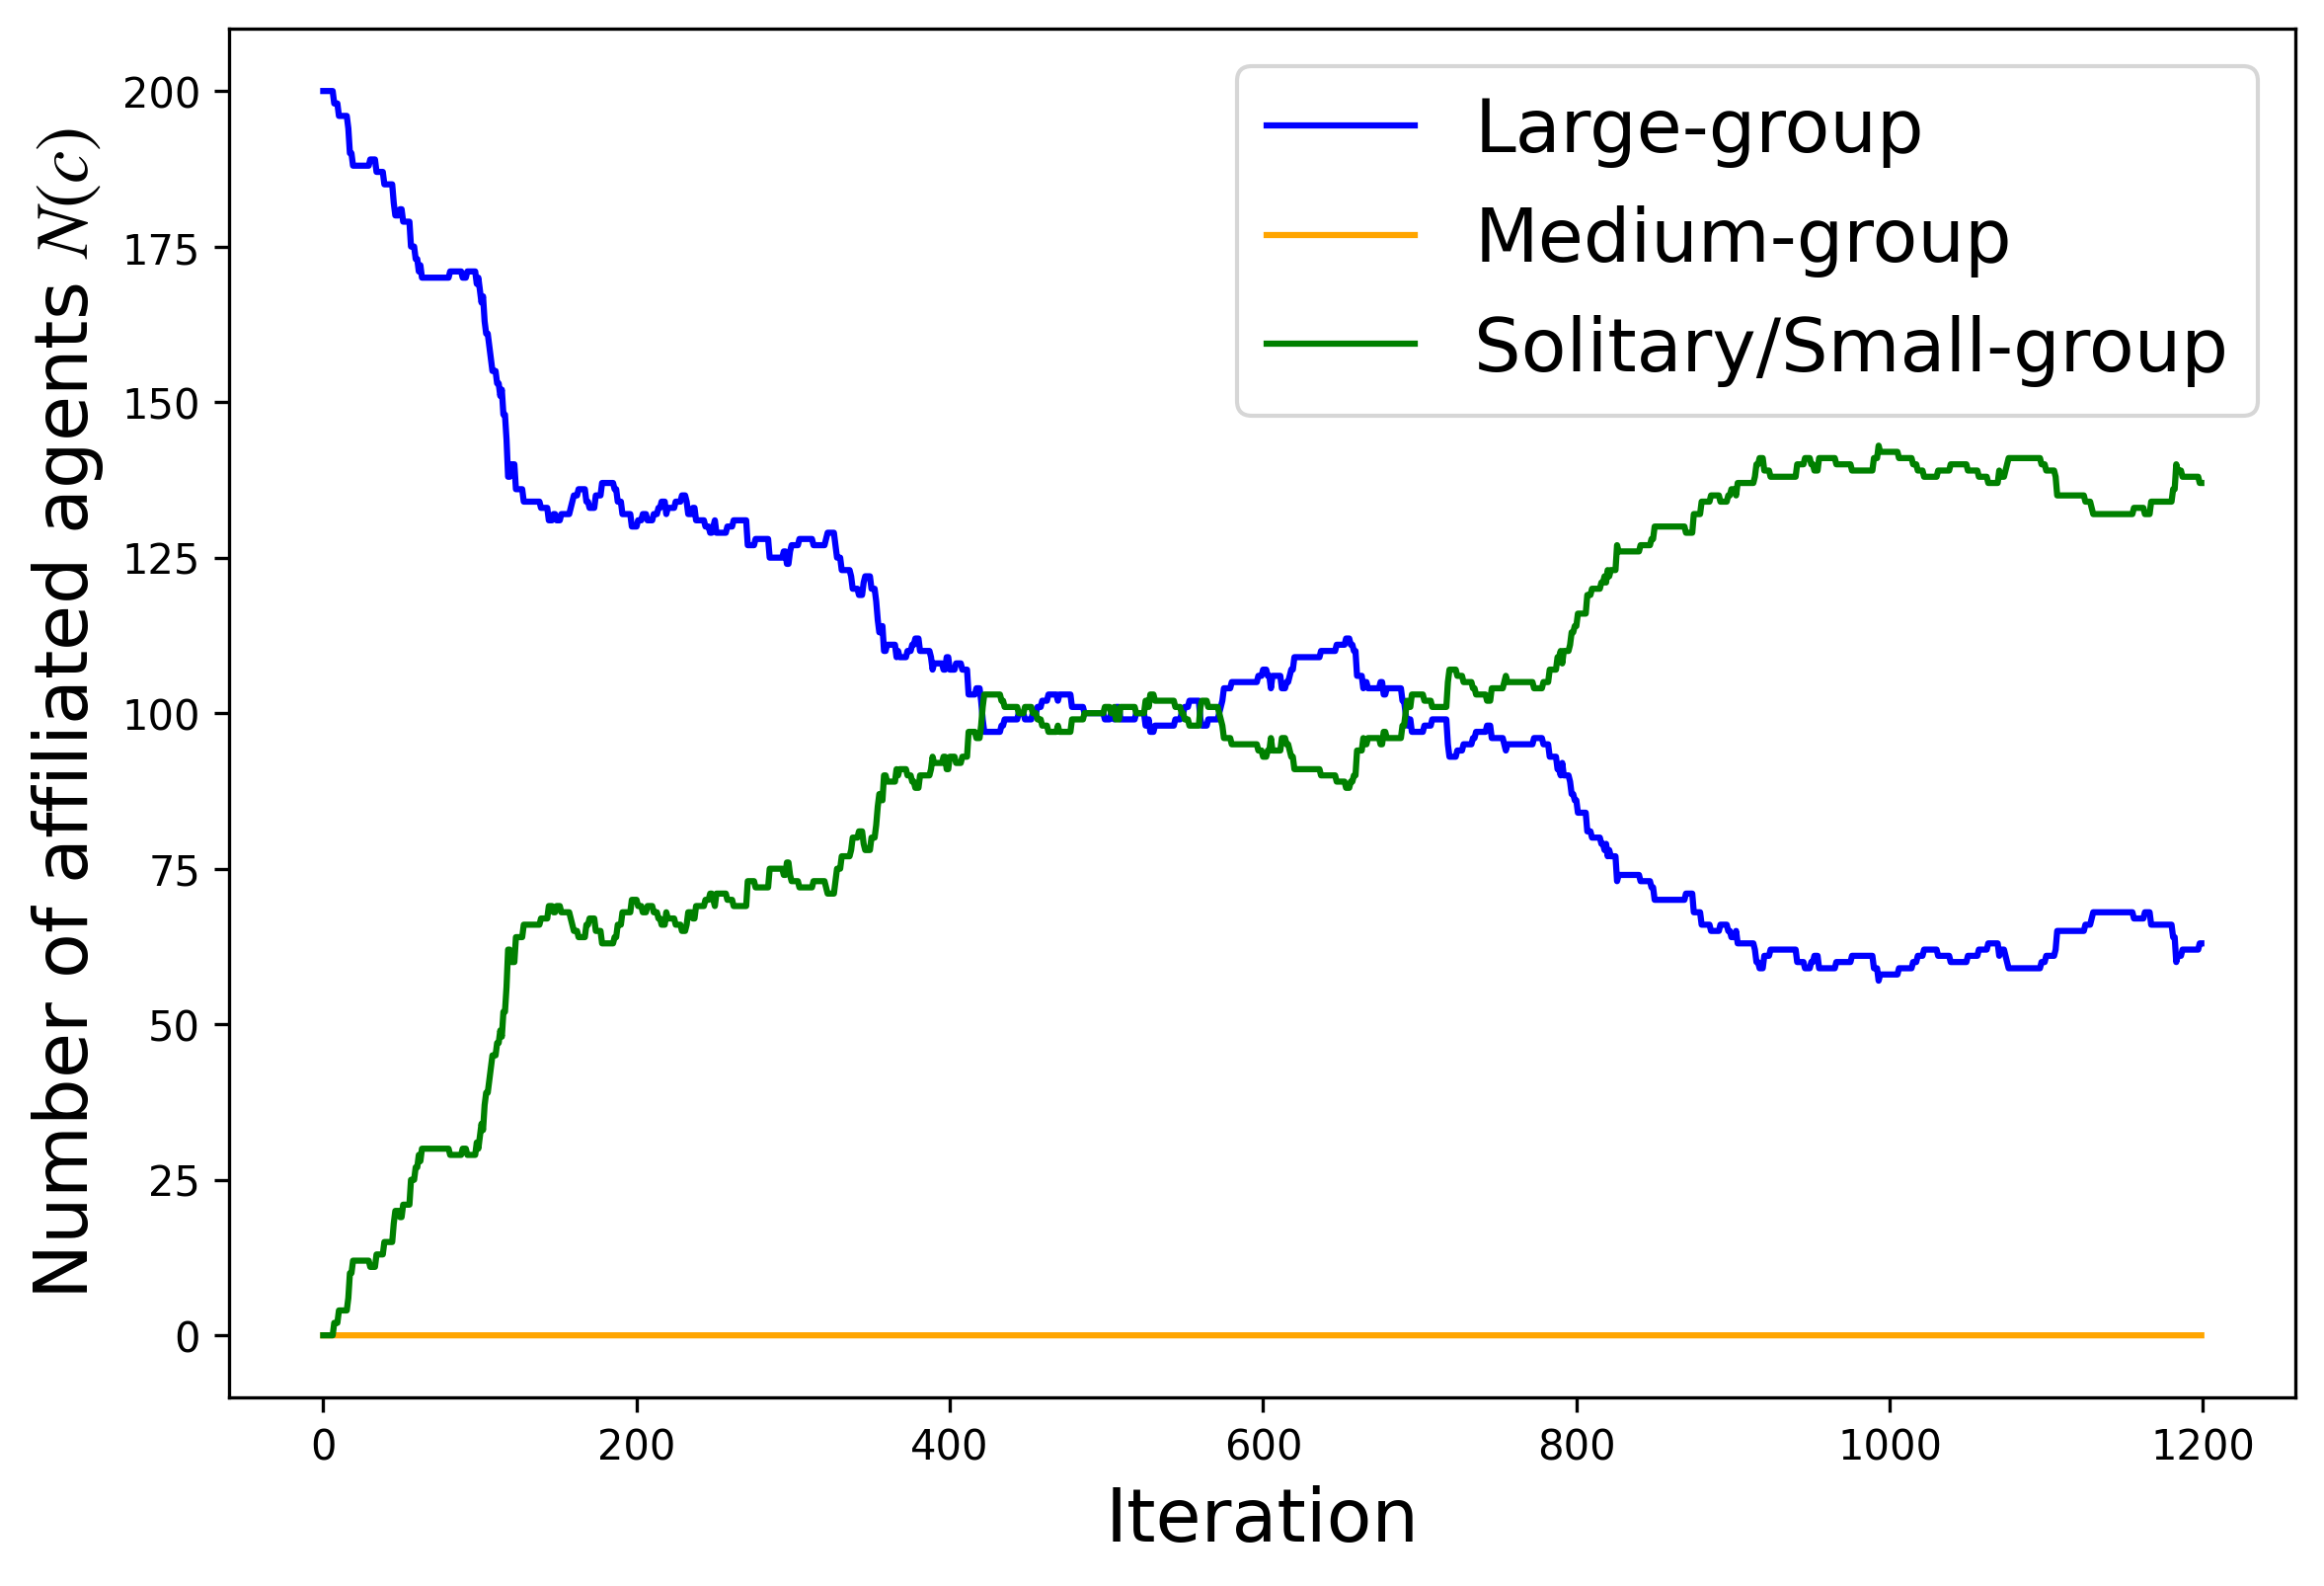 Number of affiliated agents N(c)
200
175
150
125
100
75
50
25
0
Large-group
Medium-group
Solitary/Small-group
0 200 400 600 800 1000 1200
Iteration